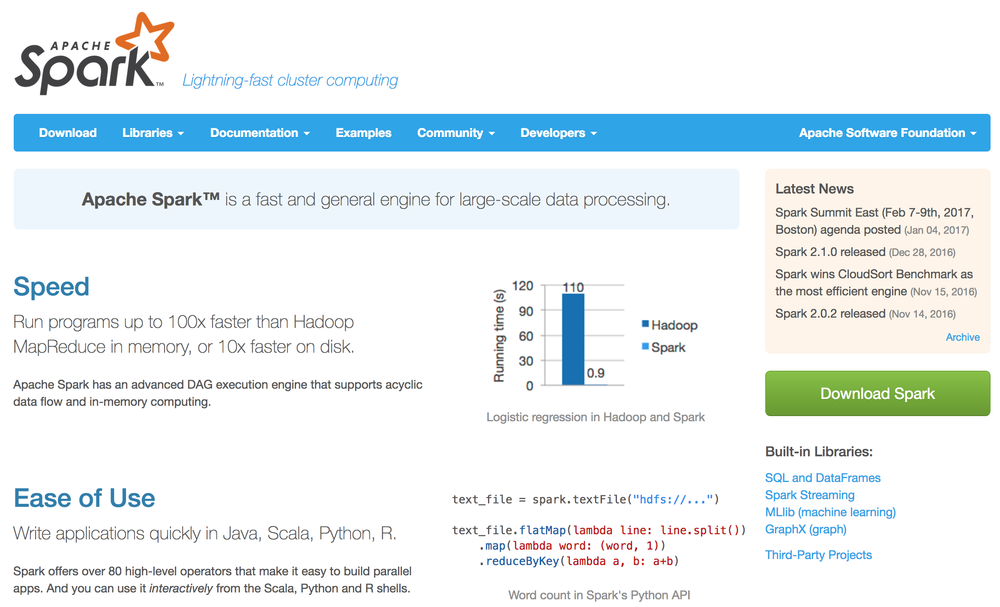 APACHE
Spark™
Lightning-fast cluster computing
Download
Libraries
Documentation
Examples
Community
Developers
Apache Software Foundation
Apache Spark™ is a fast and general engine for large-scale data processing.
Speed
Run programs up to 100x faster than Hadoop
MapReduce in memory, or 10x faster on disk.
Apache Spark has an advanced DAG execution engine that supports acyclic
data flow and in-memory computing.
Running time (s)
120
90
60
30
0
110
0.9
Hadoop
Spark
Logistic regression in Hadoop and Spark
Ease of Use
Write applications quickly in Java, Scala, Python, R.
Spark offers over 80 high-level operators that make it easy to build parallel
apps. And you can use it interactively from the Scala, Python and R shells.
text_file = spark.textFile("hdfs://...")
text_file.flatMap(lambda line: line.split())
    .map(lambda word: (word, 1))
    .reduceByKey(lambda a, b: a+b)
Word count in Spark's Python API
Latest News
Spark Summit East (Feb 7-9th, 2017,
Boston) agenda posted (Jan 04, 2017)
Spark 2.1.0 released (Dec 28, 2016)
Spark wins CloudSort Benchmark as
the most efficient engine (Nov 15, 2016)
Spark 2.0.2 released (Nov 14, 2016)
Archive
Download Spark
Built-in Libraries:
SQL and DataFrames
Spark Streaming
MLlib (machine learning)
GraphX (graph)
Third-Party Projects